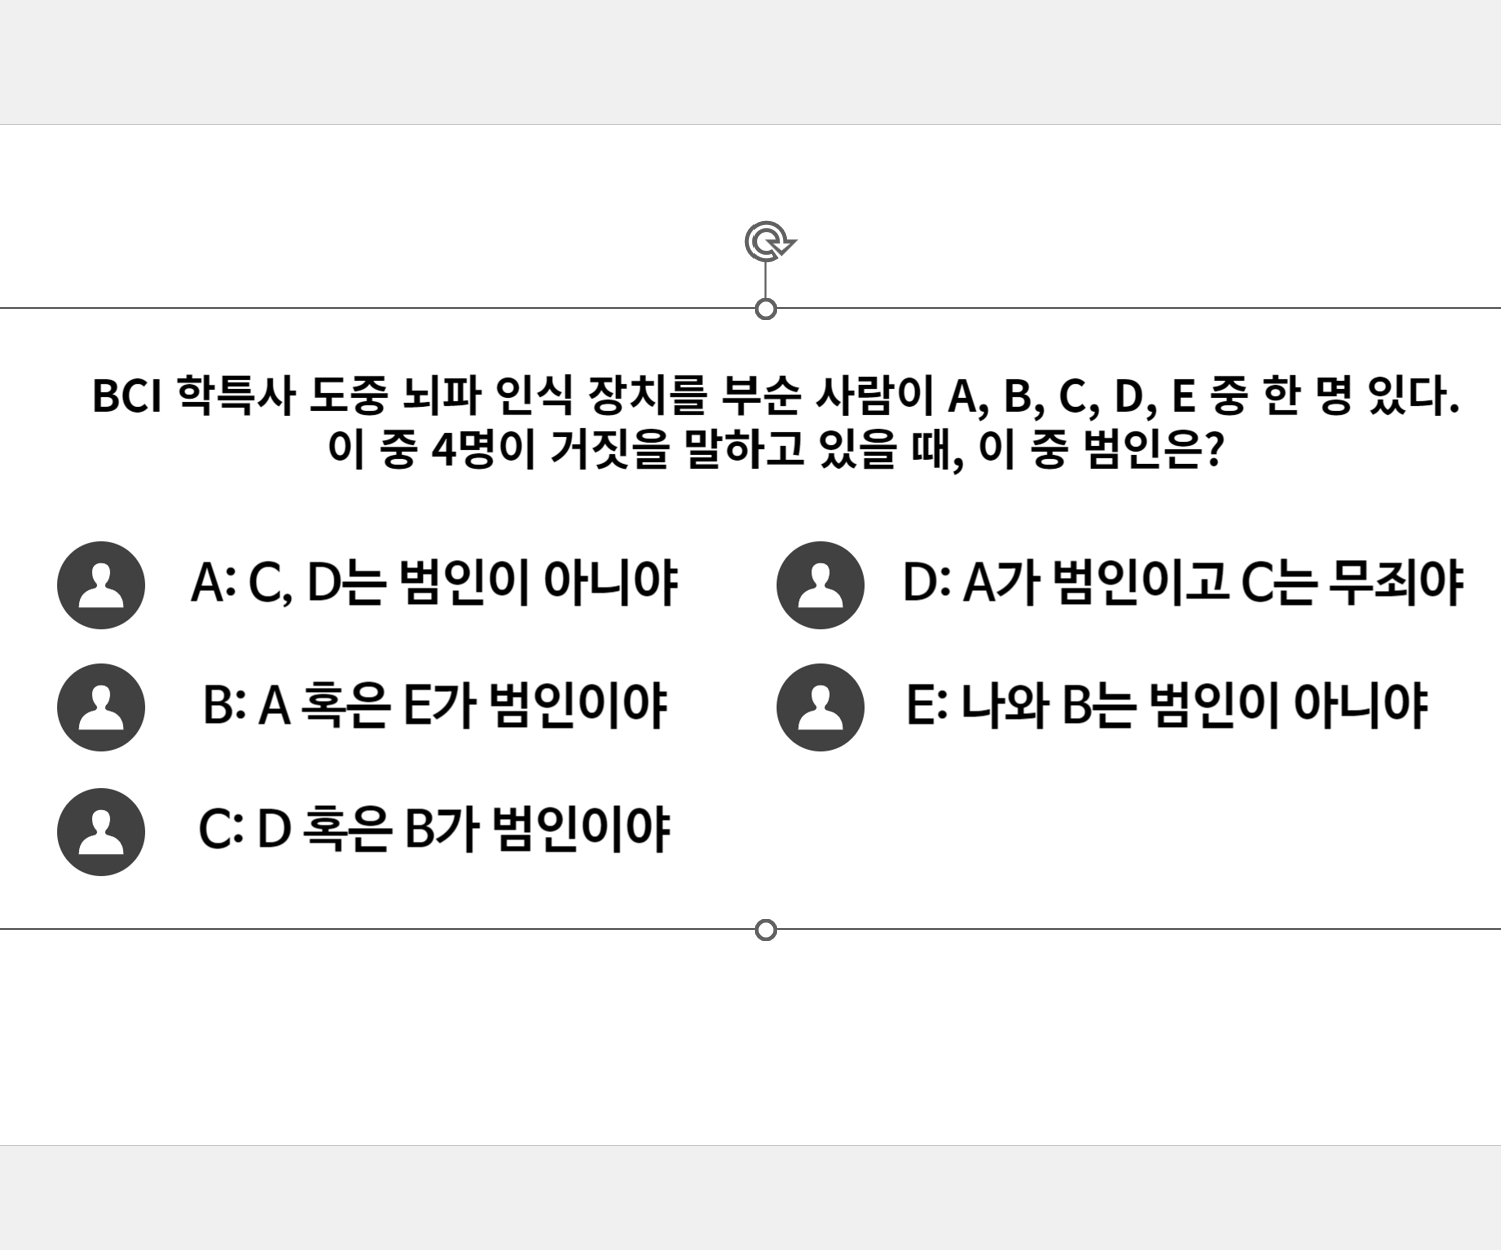 BCI 학특사 도중 뇌파 인식 장치를 부순 사람이 A, B, C, D, E 중 한 명 있다.
이 중 4명이 거짓을 말하고 있을 때, 이 중 범인은?
A: C, D는 범인이 아니야
D: A가 범인이고 C는 무죄야
B: A 혹은 E가 범인이야
E: 나와 B는 범인이 아니야
C: D 혹은 B가 범인이야